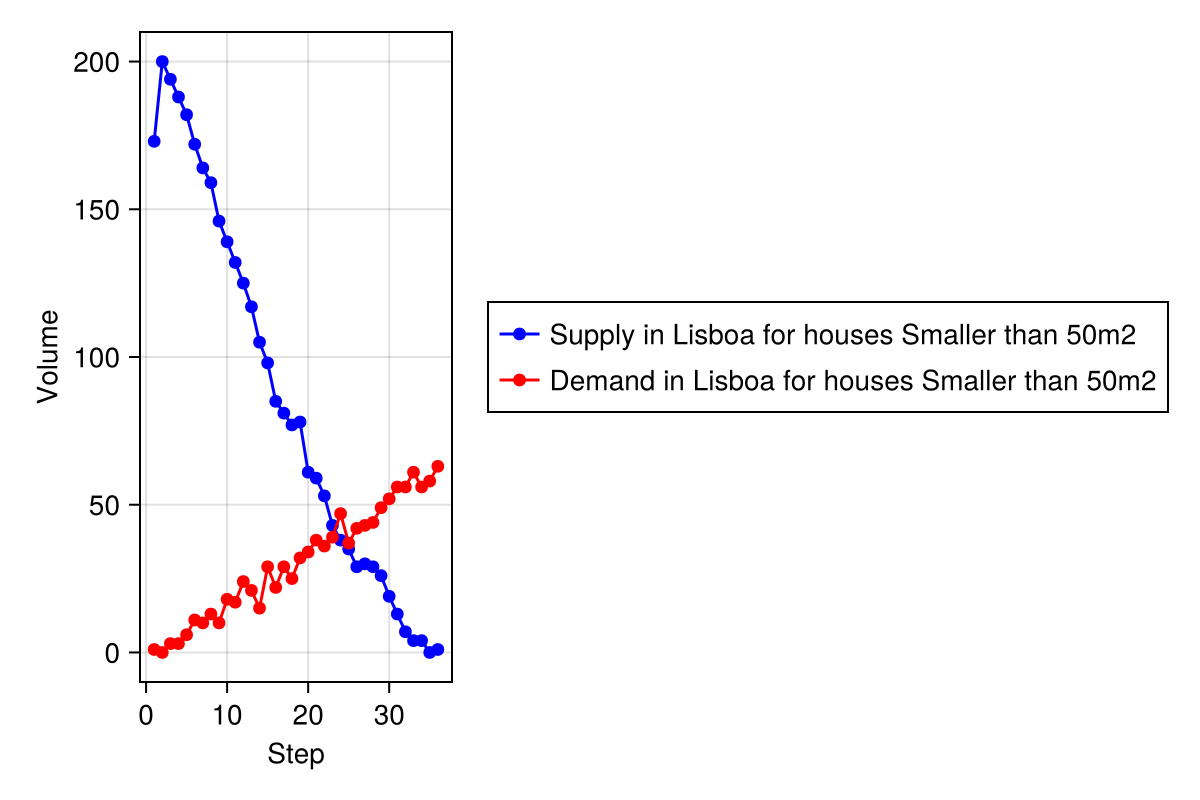 200
150
100
50
0
Volume
0 10 20 30
Step
Supply in Lisboa for houses Smaller than 50m2
Demand in Lisboa for houses Smaller than 50m2